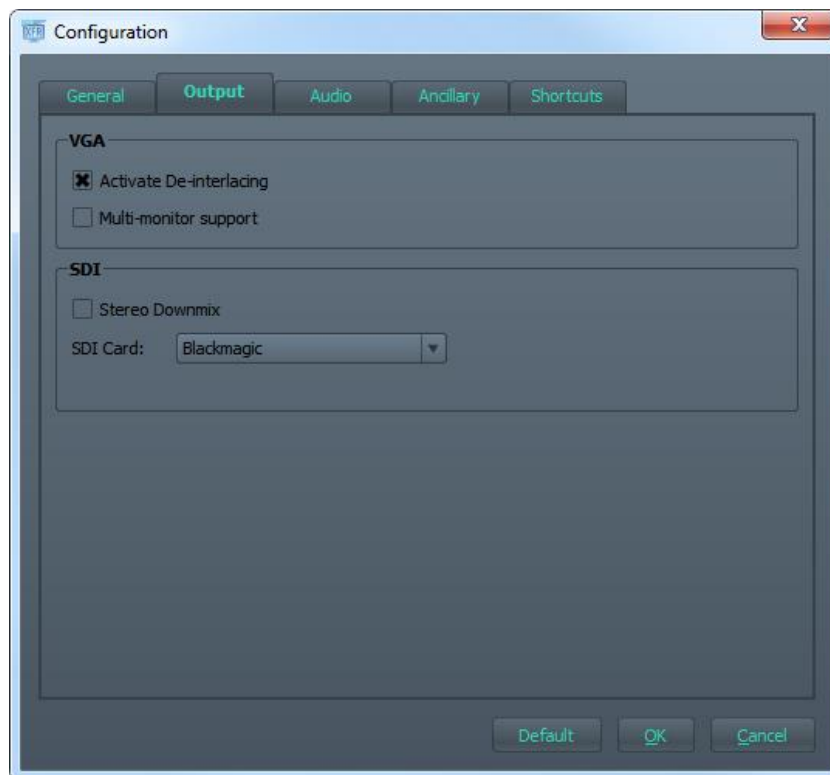 XFR Configuration
General Output Audio Ancillary Shortcuts
VGA
Activate De-interlacing
Multi-monitor support
SDI
Stereo Downmix
SDI Card: Blackmagic
Default OK Cancel